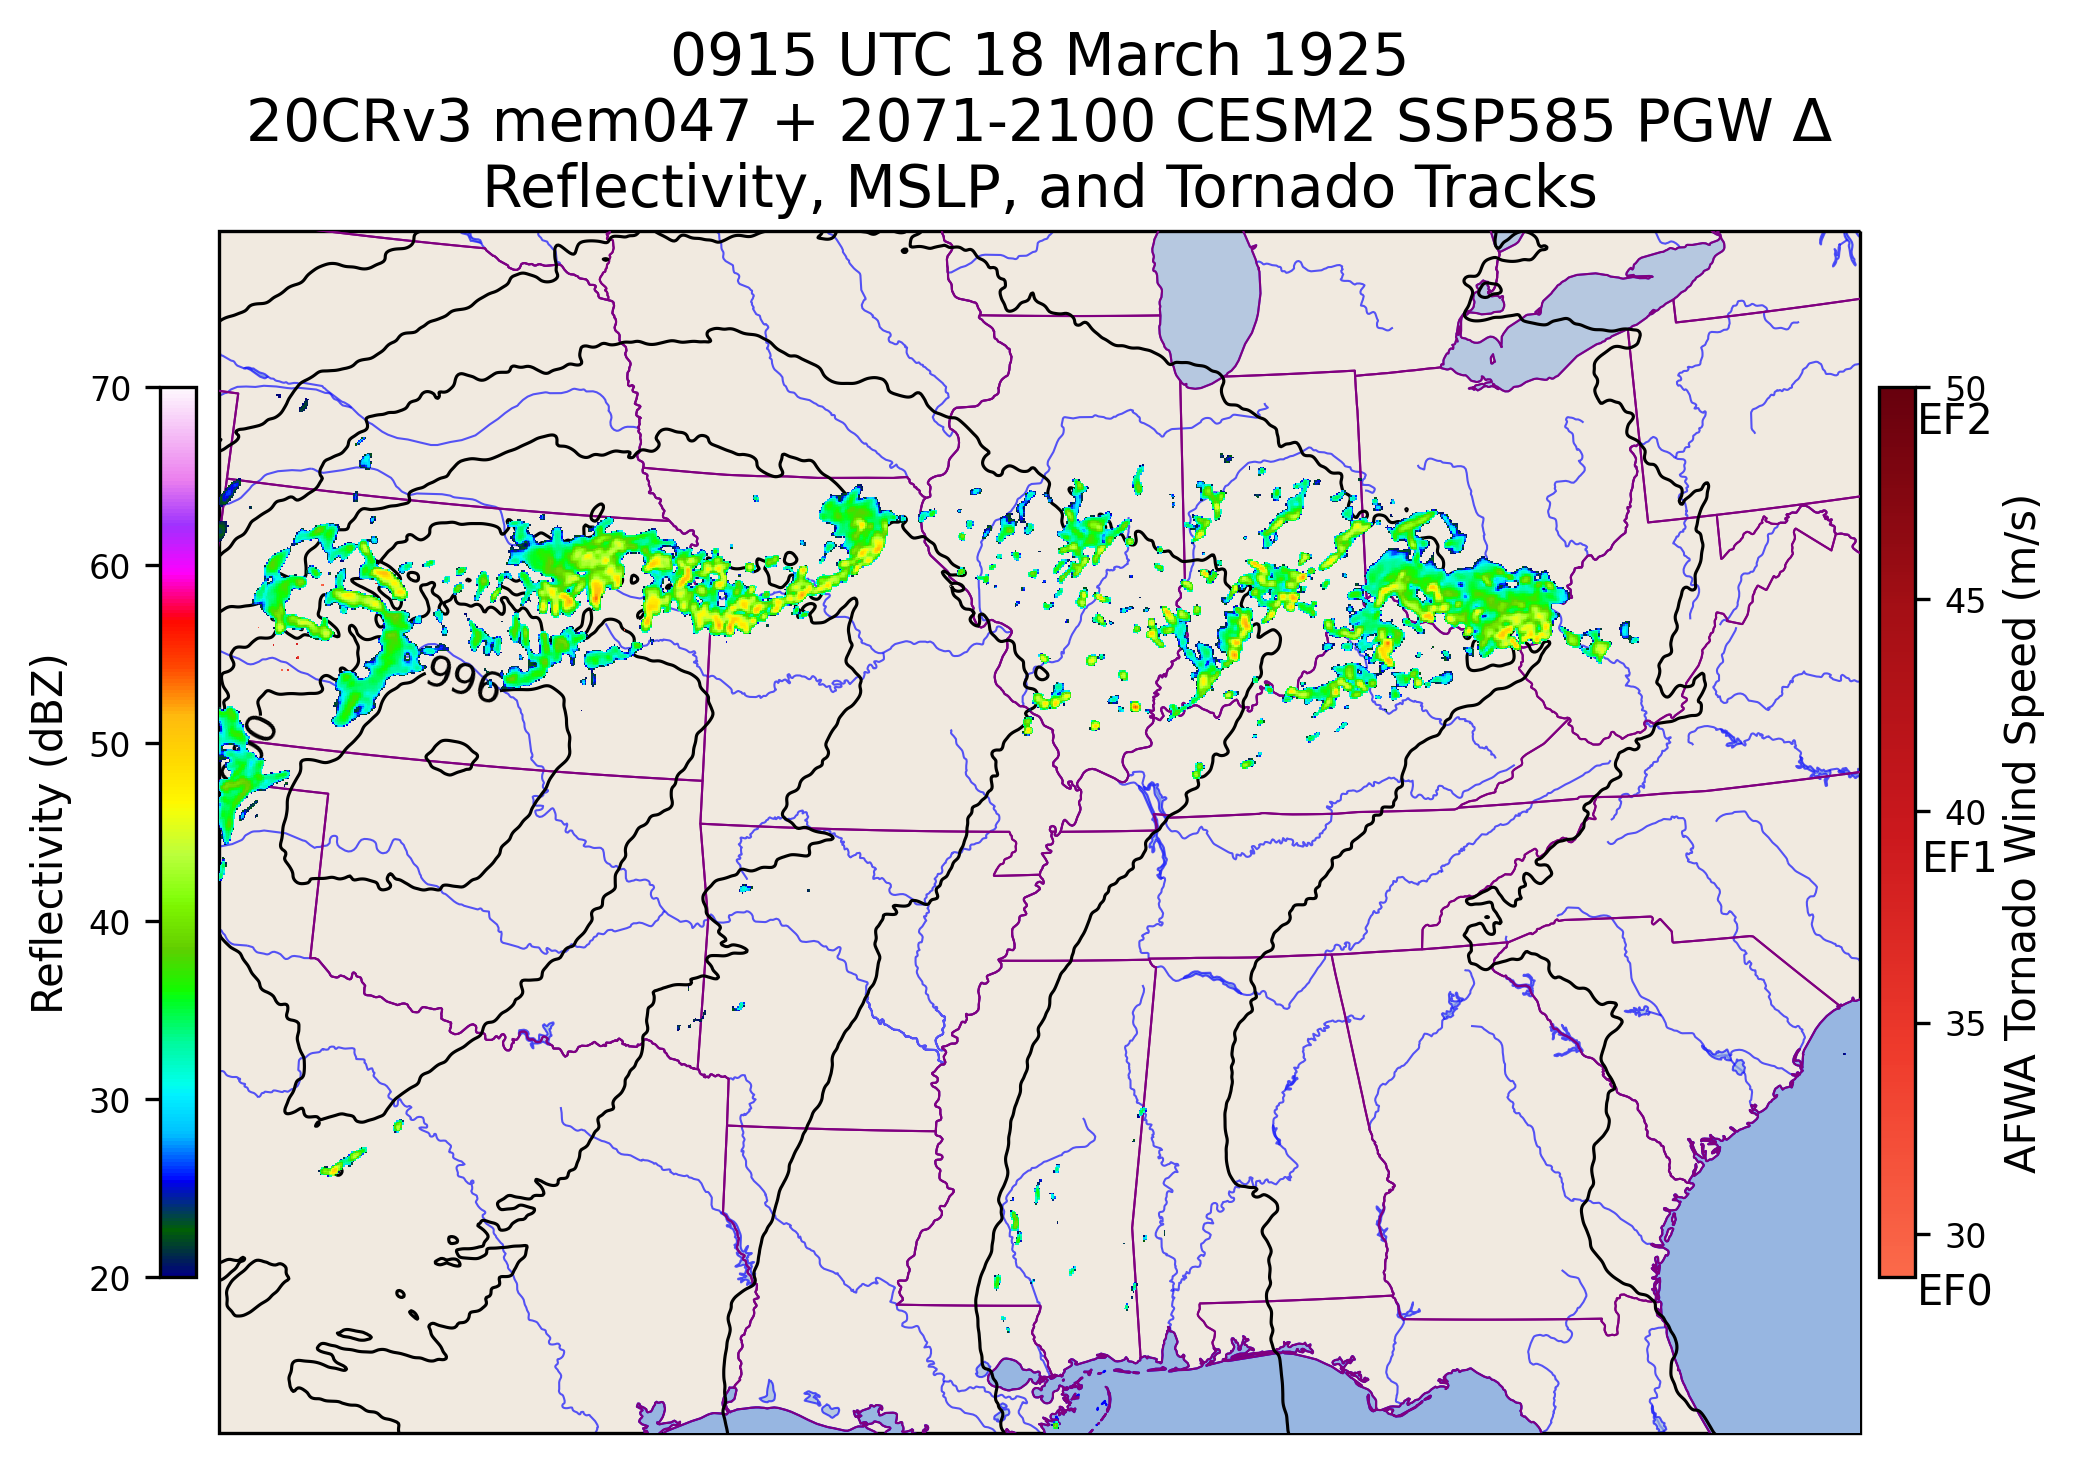 0915 UTC 18 March 1925
20CRv3 mem047 + 2071-2100 CESM2 SSP585 PGW Δ
Reflectivity, MSLP, and Tornado Tracks
70
60
50
40
30
20
Reflectivity (dBZ)
996
0
50
EF2
45
40
EF1
35
30
EF0
AFWA Tornado Wind Speed (m/s)